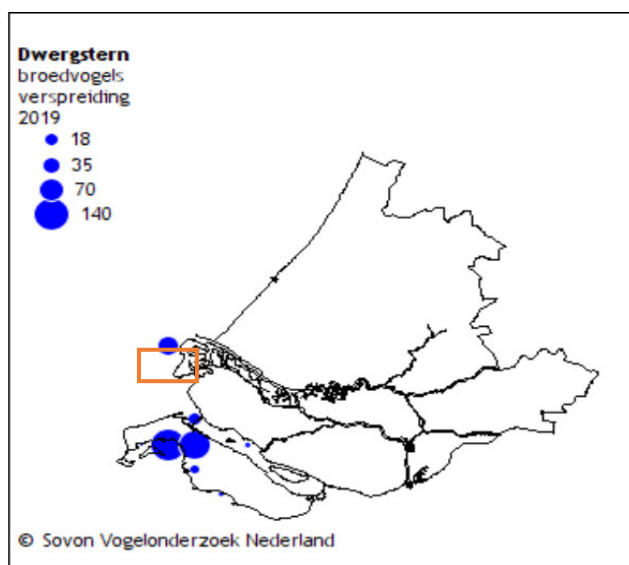 Dwergstern
broedvogels
verspreiding
2019
18
35
70
140
© Sovon Vogelonderzoek Nederland